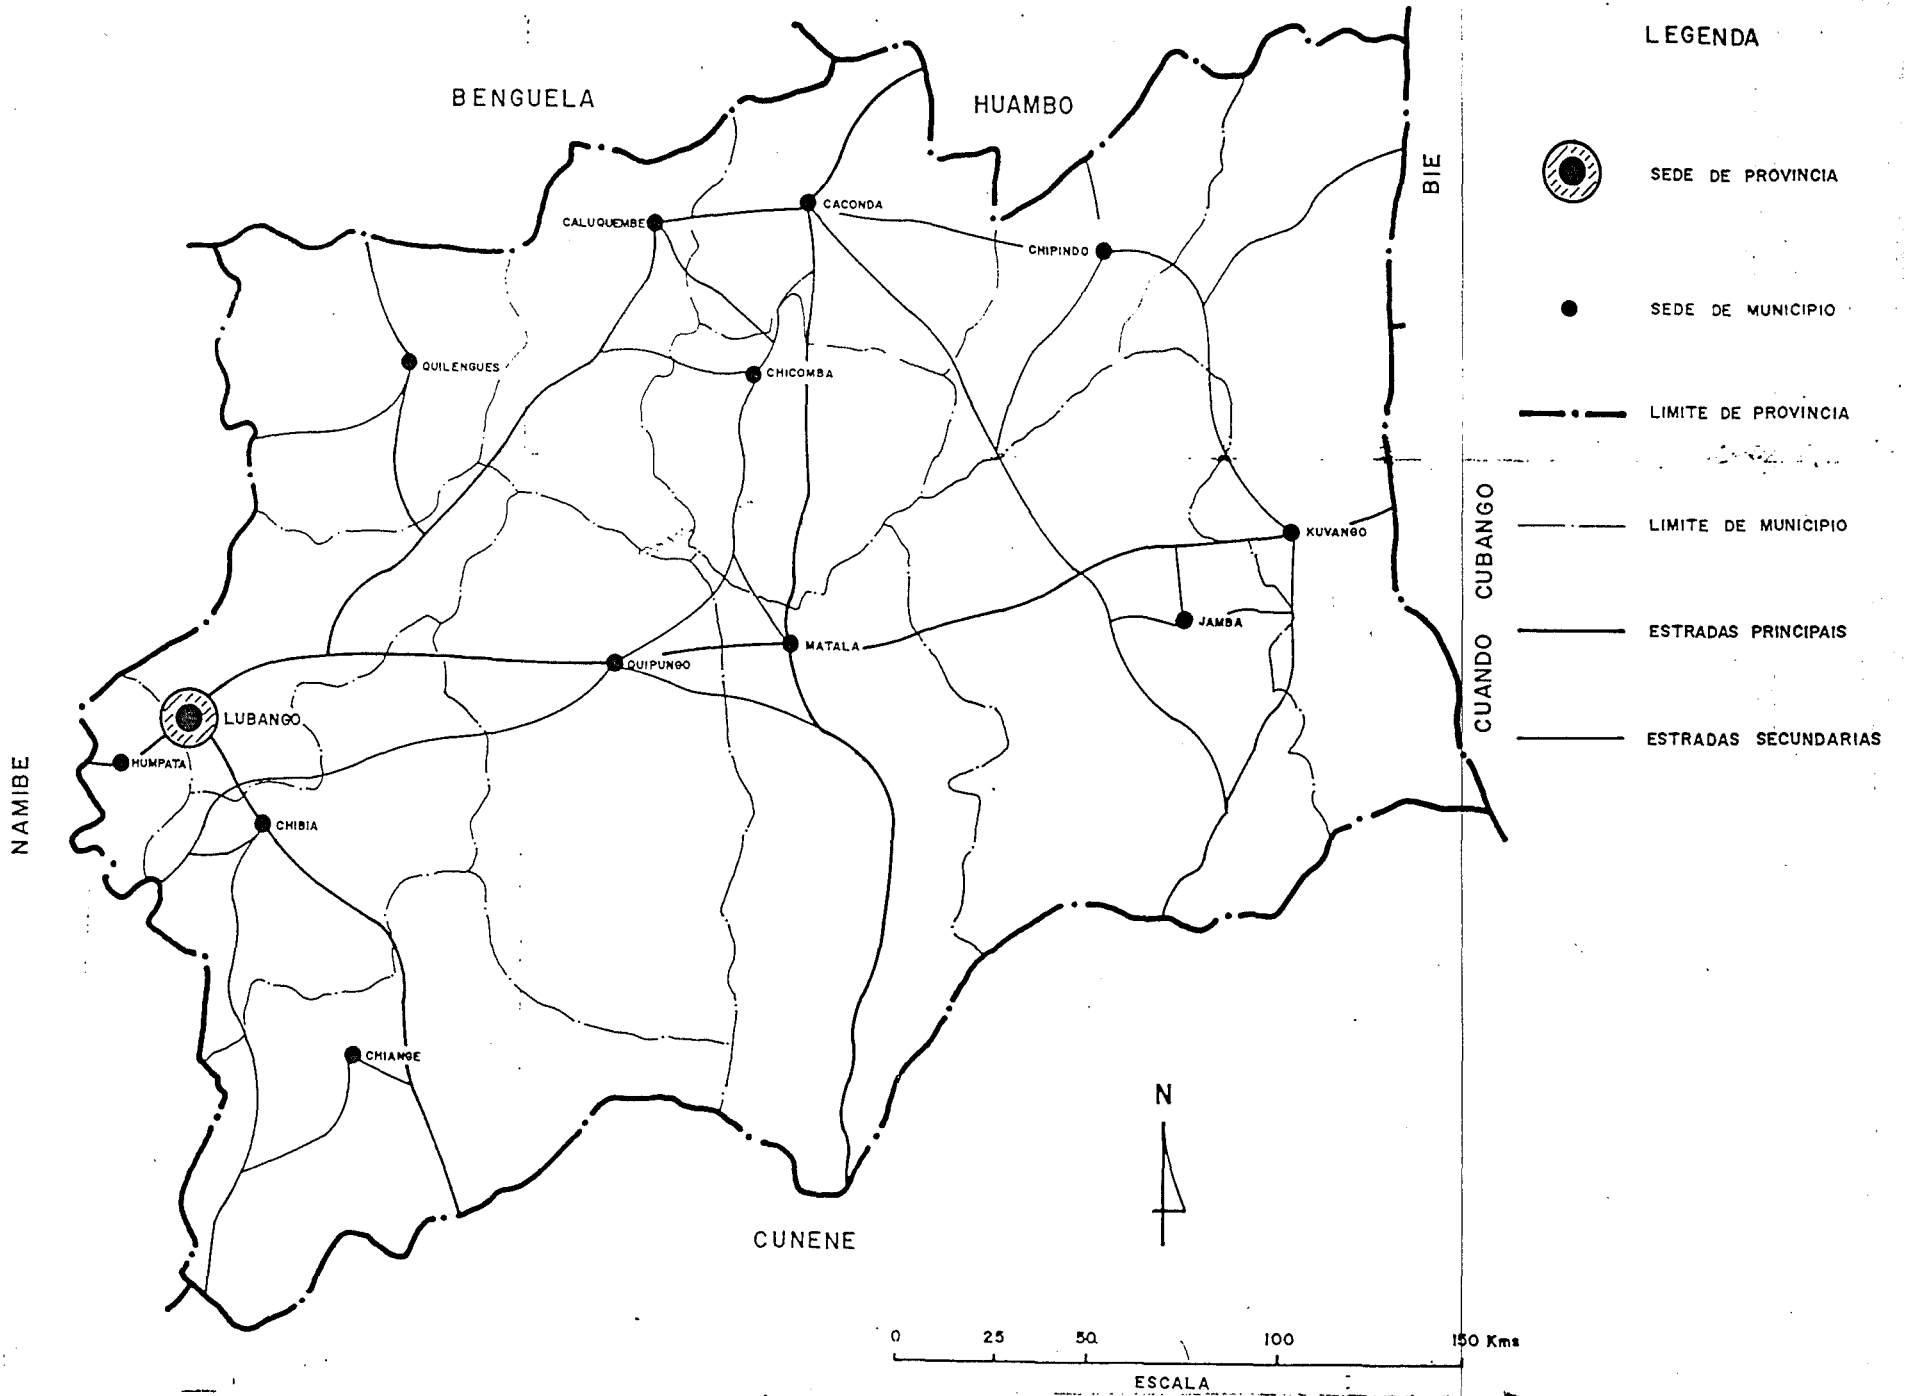 LEGENDA
BENGUELA
HUAMBO
BIE
SEDE DE PROVINCIA
CACONDA
CALUQUEMBE
CHIPINDO
SEDE DE MUNICIPIO
QUILENGUES
CHICOMBA
LIMITE DE PROVINCIA
LIMITE DE MUNICIPIO
KUVANGO
CUANDO CUBANGO
JAMBA
ESTRADAS PRINCIPAIS
MATALA
QUIPUNGO
LUBANGO
ESTRADAS SECUNDARIAS
HUMPATA
NAMIBE
CHIBIA
CHIANGE
N
CUNENE
0 25 50 100 150 Kms
ESCALA